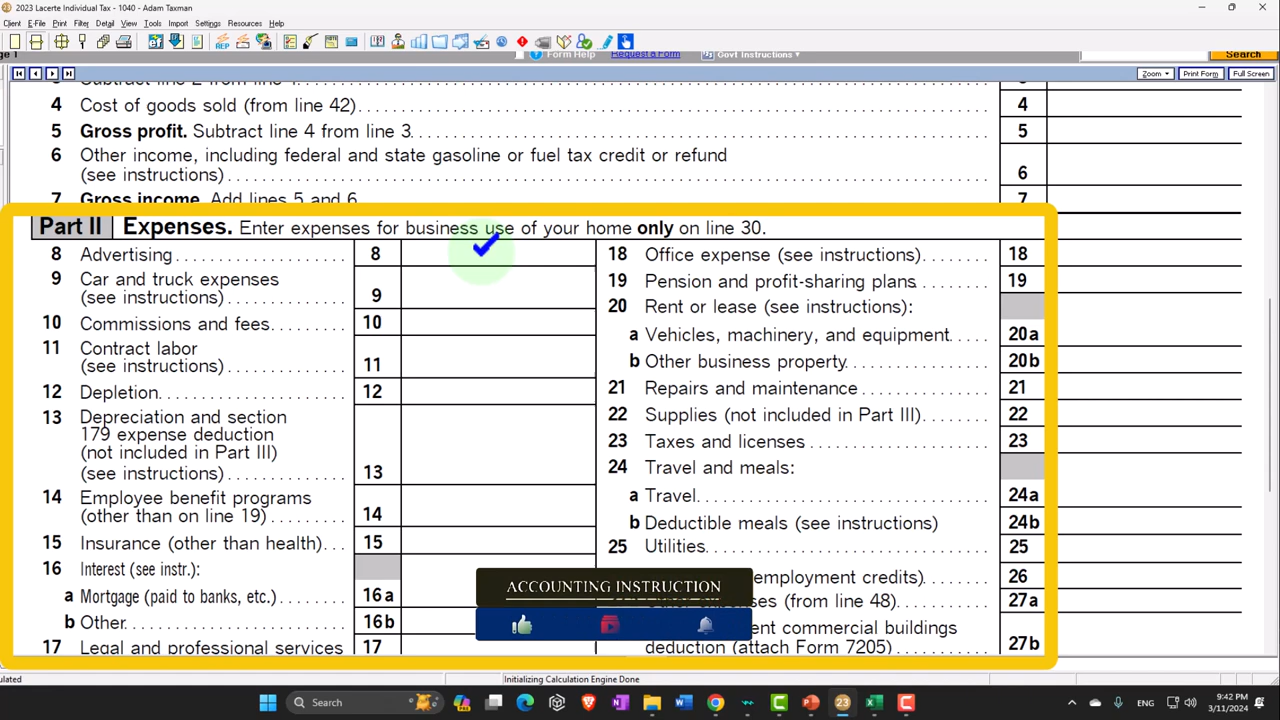 2023 Lacerte Individual Tax - 1040 - Adam Taxman
Client E-File Print Filter Detail View Tools Import Settings Resources Help
Form Help Request a Form Govt Instructions Search
Zoom Print Form Full Screen
4 Cost of goods sold (from line 42) 4
5 Gross profit. Subtract line 4 from line 3 5
6 Other income, including federal and state gasoline or fuel tax credit or refund
(see instructions) 6
7 Gross income. Add lines 5 and 6 7
Part II Expenses. Enter expenses for business use of your home only on line 30.
8 Advertising 8
9 Car and truck expenses
(see instructions) 9
10 Commissions and fees 10
11 Contract labor
(see instructions) 11
12 Depletion 12
13 Depreciation and section
179 expense deduction
(not included in Part III)
(see instructions) 13
14 Employee benefit programs
(other than on line 19) 14
15 Insurance (other than health) 15
16 Interest (see instr.):
a Mortgage (paid to banks, etc.) 16a
b Other 16b
17 Legal and professional services 17
18 Office expense (see instructions) 18
19 Pension and profit-sharing plans 19
20 Rent or lease (see instructions):
a Vehicles, machinery, and equipment 20a
b Other business property 20b
21 Repairs and maintenance 21
22 Supplies (not included in Part III) 22
23 Taxes and licenses 23
24 Travel and meals:
a Travel 24a
b Deductible meals (see instructions) 24b
25 Utilities 25
employment credits) 26
(from line 48) 27a
commercial buildings
deduction (attach Form 7205) 27b
ACCOUNTING INSTRUCTION
Initializing Calculation Engine Done
Search
23
ENG
9:42 PM
3/11/2024